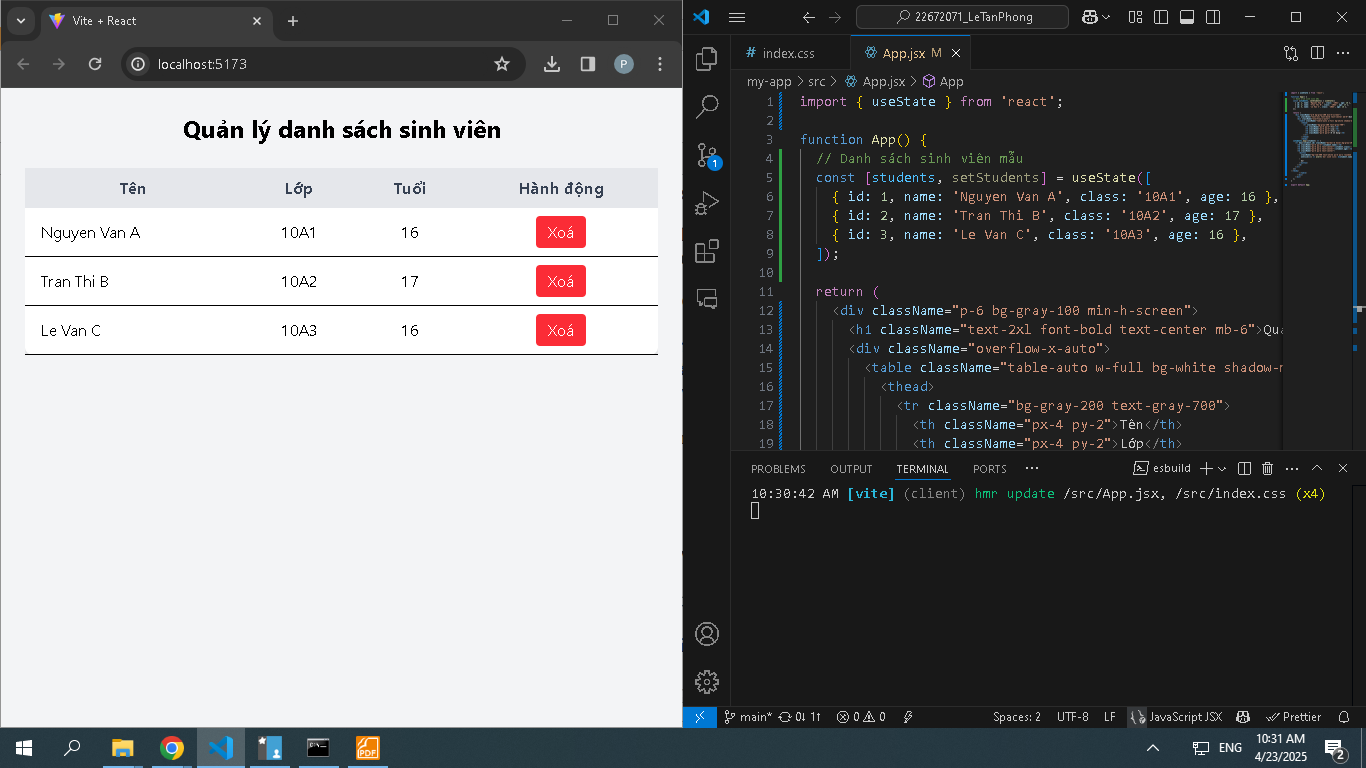 Vite + React
localhost:5173
P
Quản lý danh sách sinh viên
Tên Lớp Tuổi Hành động
Nguyen Van A 10A1 16 Xoá
Tran Thi B 10A2 17 Xoá
Le Van C 10A3 16 Xoá
22672071_LeTanPhong
# index.css
App.jsx M
my-app > src > App.jsx > App
1 import { useState } from 'react';
2
3 function App() {
4 // Danh sách sinh viên mẫu
5 const [students, setStudents] = useState([
6 { id: 1, name: 'Nguyen Van A', class: '10A1', age: 16 },
7 { id: 2, name: 'Tran Thi B', class: '10A2', age: 17 },
8 { id: 3, name: 'Le Van C', class: '10A3', age: 16 },
9 ]);
10
11 return (
12 <div className="p-6 bg-gray-100 min-h-screen">
13 <h1 className="text-2xl font-bold text-center mb-6">Qu
14 <div className="overflow-x-auto">
15 <table className="table-auto w-full bg-white shadow-
16 <thead>
17 <tr className="bg-gray-200 text-gray-700">
18 <th className="px-4 py-2">Tên</th>
19 <th className="px-4 py-2">Lớp</th>
1
PROBLEMS OUTPUT TERMINAL PORTS ··· esbuild
10:30:42 AM [vite] (client) hmr update /src/App.jsx, /src/index.css (x4)
main* 0↓ 1↑ 0 0 Spaces: 2 UTF-8 LF JavaScript JSX Prettier
PDF
ENG
10:31 AM
4/23/2025
2